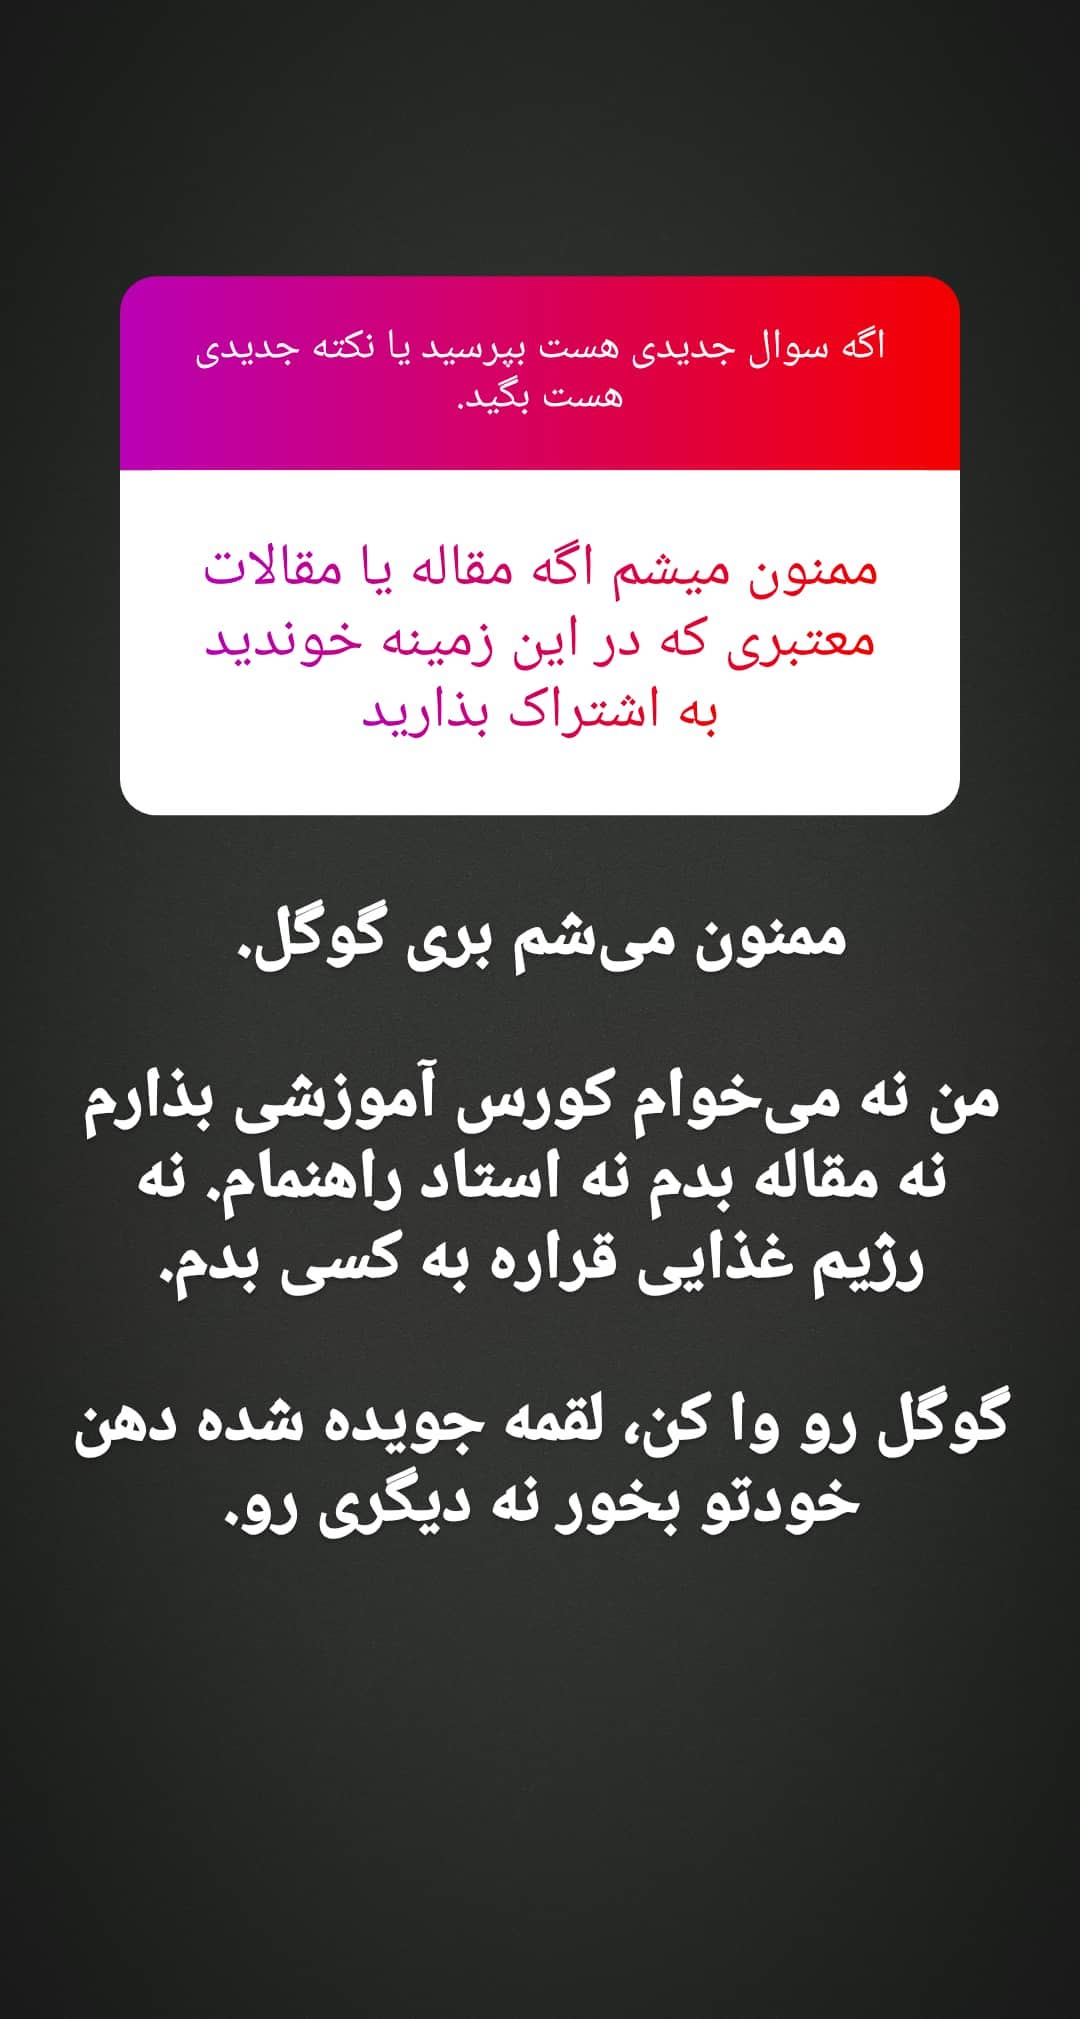 اگه سوال جدیدی هست بپرسید یا نکته جدیدی
هست بگید.
ممنون میشم اگه مقاله یا مقالات
معتبری که در این زمینه خوندید
به اشتراک بذارید
ممنون می‌شم بری گوگل.
من نه می‌خوام کورس آموزشی بذارم
نه مقاله بدم نه استاد راهنمام. نه
رژیم غذایی قراره به کسی بدم.
گوگل رو وا کن، لقمه جویده شده دهن
خودتو بخور نه دیگری رو.